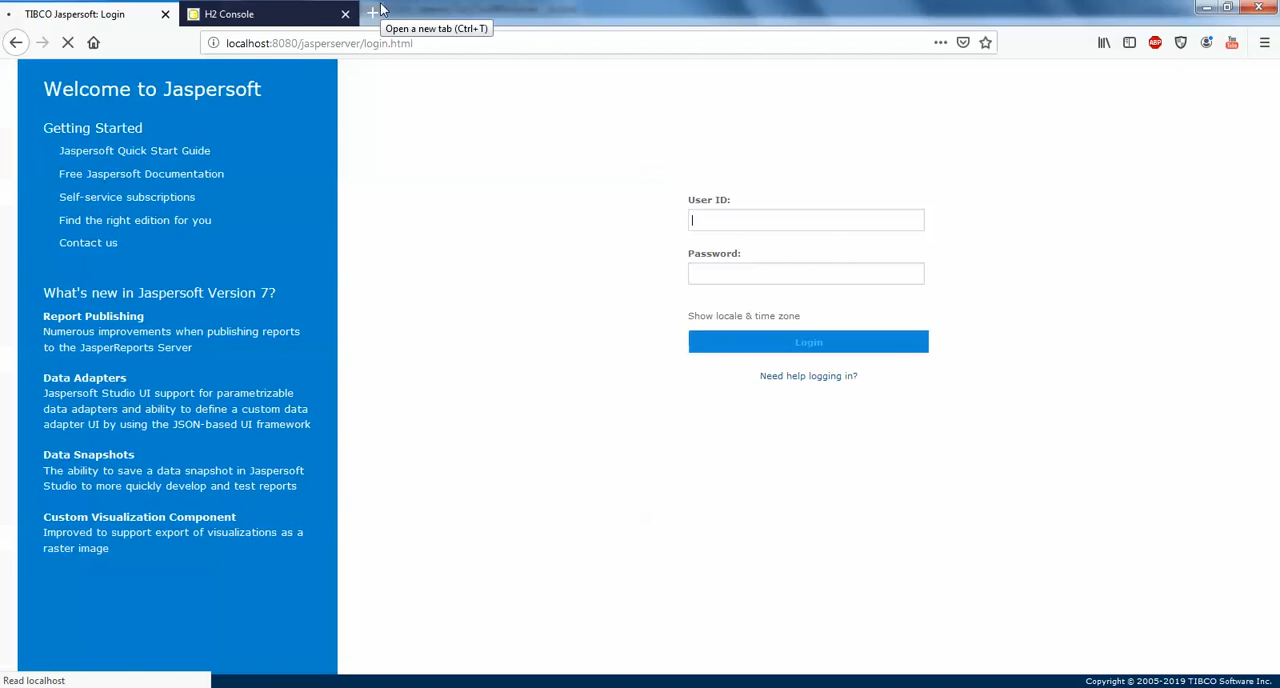 TIBCO Jaspersoft: Login
H2 Console
Open a new tab (Ctrl+T)
localhost:8080/jasperserver/login.html
ABP
You Tube
Welcome to Jaspersoft
Getting Started
Jaspersoft Quick Start Guide
Free Jaspersoft Documentation
Self-service subscriptions
Find the right edition for you
Contact us
What's new in Jaspersoft Version 7?
Report Publishing
Numerous improvements when publishing reports
to the JasperReports Server
Data Adapters
Jaspersoft Studio UI support for parametrizable
data adapters and ability to define a custom data
adapter UI by using the JSON-based UI framework
Data Snapshots
The ability to save a data snapshot in Jaspersoft
Studio to more quickly develop and test reports
Custom Visualization Component
Improved to support export of visualizations as a
raster image
User ID:
Password:
Show locale & time zone
Login
Need help logging in?
Read localhost
Copyright © 2005-2019 TIBCO Software Inc.